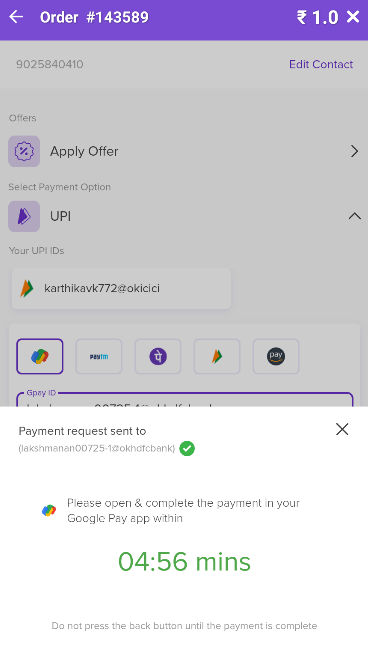 Order #143589
₹ 1.0
9025840410
Edit Contact
Offers
Apply Offer
Select Payment Option
UPI
Your UPI IDs
karthikavk772@okicici
paytm
pay
Gpay ID
Payment request sent to
(lakshmanan00725-1@okhdfcbank)
Please open & complete the payment in your
Google Pay app within
04:56 mins
Do not press the back button until the payment is complete